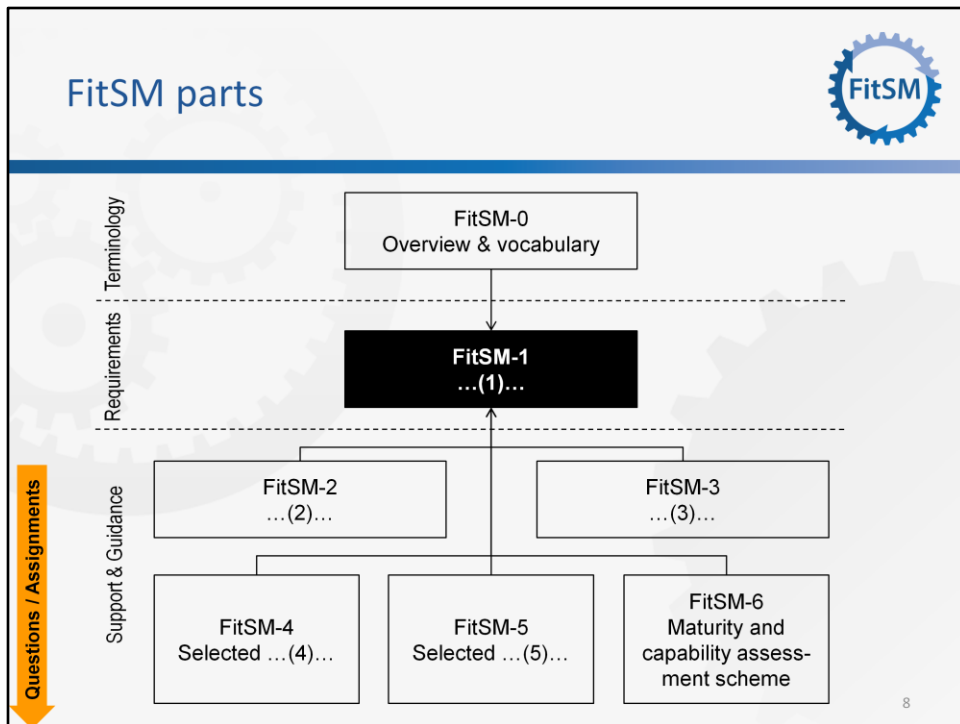 FitSM parts
FitSM
Terminology
FitSM-0
Overview & vocabulary
Requirements
FitSM-1
…(1)…
Support & Guidance
FitSM-2
…(2)…
FitSM-3
…(3)…
FitSM-4
Selected …(4)…
FitSM-5
Selected …(5)…
FitSM-6
Maturity and
capability assess-
ment scheme
Questions / Assignments
8